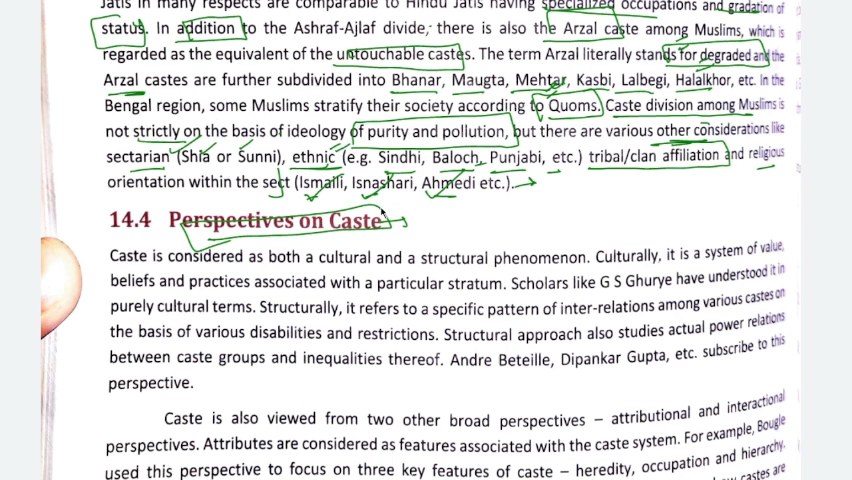 Jatis in many respects are comparable to Hindu Jatis having specialized occupations and gradation of
status. In addition to the Ashraf-Ajlaf divide, there is also the Arzal caste among Muslims, which is
regarded as the equivalent of the untouchable castes. The term Arzal literally stands for degraded and the
Arzal castes are further subdivided into Bhanar, Maugta, Mehtar, Kasbi, Lalbegi, Halalkhor, etc. In the
Bengal region, some Muslims stratify their society according to Quoms. Caste division among Muslims is
not strictly on the basis of ideology of purity and pollution, but there are various other considerations like
sectarian (Shia or Sunni), ethnic (e.g. Sindhi, Baloch, Punjabi, etc.) tribal/clan affiliation and religious
orientation within the sect (Ismaili, Isnashari, Ahmedi etc.).
14.4 Perspectives on Caste
Caste is considered as both a cultural and a structural phenomenon. Culturally, it is a system of value,
beliefs and practices associated with a particular stratum. Scholars like G S Ghurye have understood it in
purely cultural terms. Structurally, it refers to a specific pattern of inter-relations among various castes on
the basis of various disabilities and restrictions. Structural approach also studies actual power relations
between caste groups and inequalities thereof. Andre Beteille, Dipankar Gupta, etc. subscribe to this
perspective.
Caste is also viewed from two other broad perspectives – attributional and interactional
perspectives. Attributes are considered as features associated with the caste system. For example, Bougle
used this perspective to focus on three key features of caste – heredity, occupation and hierarchy.
castes are